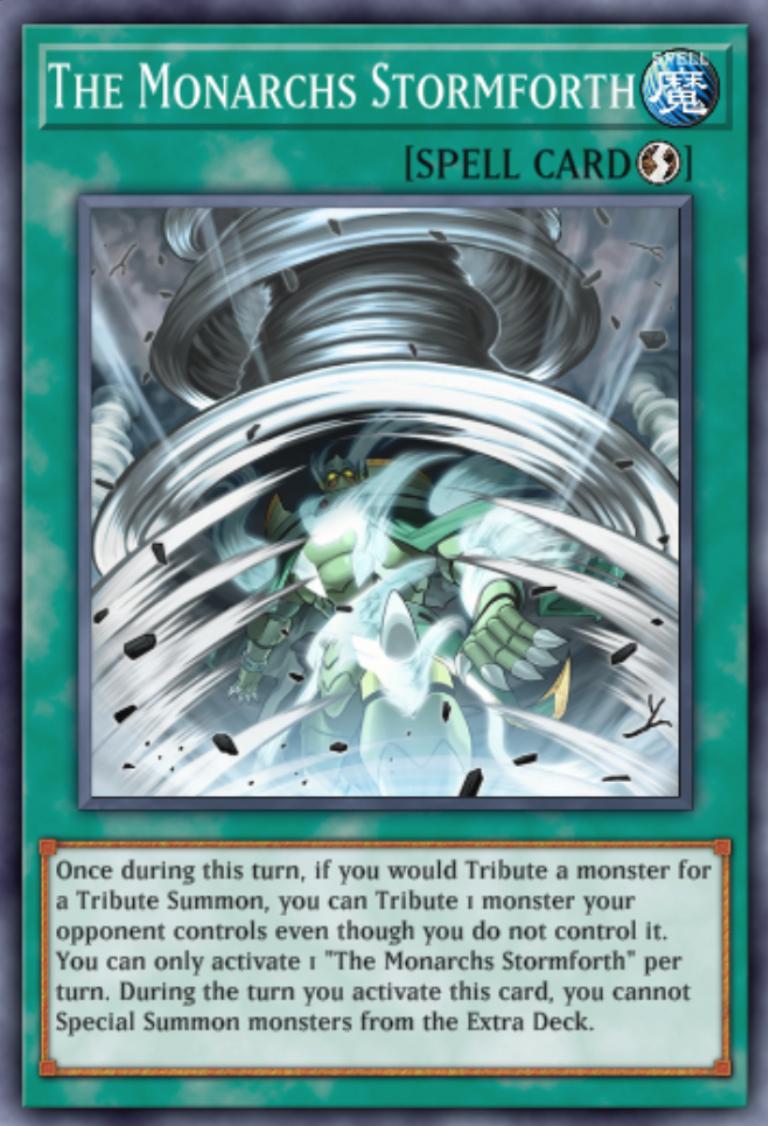 THE MONARCHS STORMFORTH
SPELL
魔
[SPELL CARD]
Once during this turn, if you would Tribute a monster for
a Tribute Summon, you can Tribute 1 monster your
opponent controls even though you do not control it.
You can only activate 1 "The Monarchs Stormforth" per
turn. During the turn you activate this card, you cannot
Special Summon monsters from the Extra Deck.